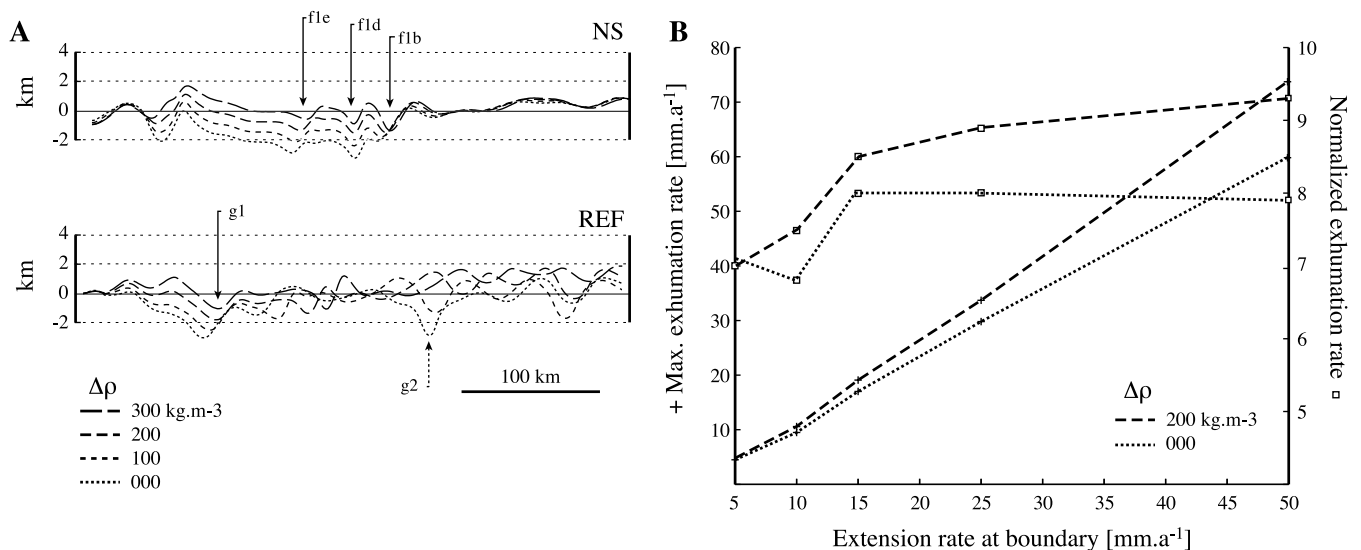 A
f1e
f1d
f1b
NS
4
2
0
-2
km
g1
REF
4
2
0
-2
km
g2
100 km
Δρ
300 kg.m-3
200
100
000
B
80
70
60
50
40
30
20
10
+ Max. exhumation rate [mm.a⁻¹]
10
9
8
7
6
5
Normalized exhumation rate
Δρ
200 kg.m-3
000
5 10 15 20 25 30 35 40 45 50
Extension rate at boundary [mm.a⁻¹]